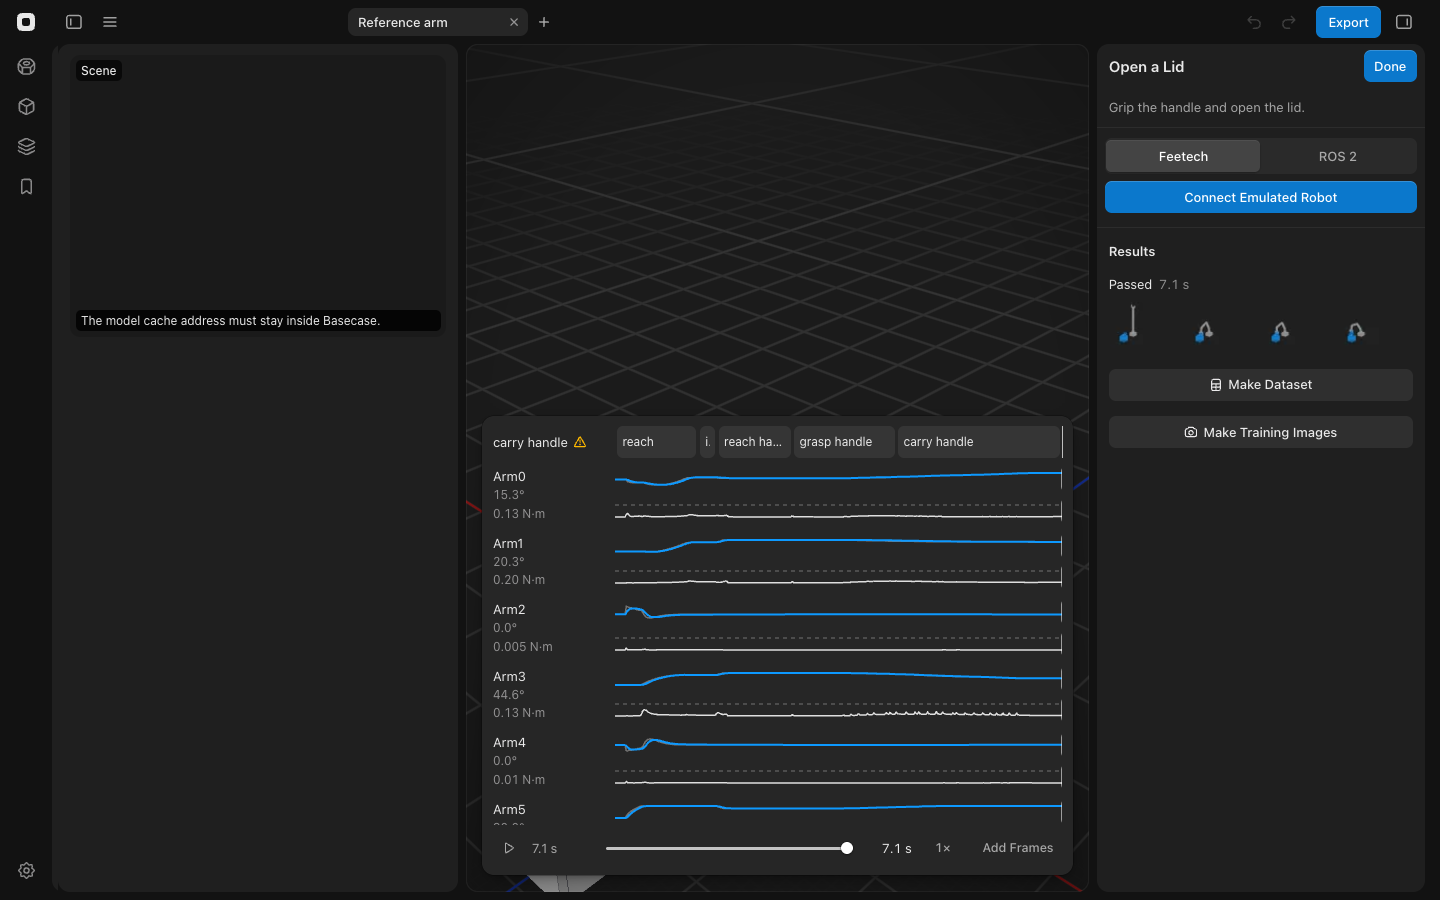 Reference arm
Export
Scene
The model cache address must stay inside Basecase.
Open a Lid
Done
Grip the handle and open the lid.
Feetech
ROS 2
Connect Emulated Robot
Results
Passed 7.1 s
Make Dataset
Make Training Images
carry handle
reach
i.
reach ha...
grasp handle
carry handle
Arm0
15.3°
0.13 N·m
Arm1
20.3°
0.20 N·m
Arm2
0.0°
0.005 N·m
Arm3
44.6°
0.13 N·m
Arm4
0.0°
0.01 N·m
Arm5
7.1 s
7.1 s
1×
Add Frames